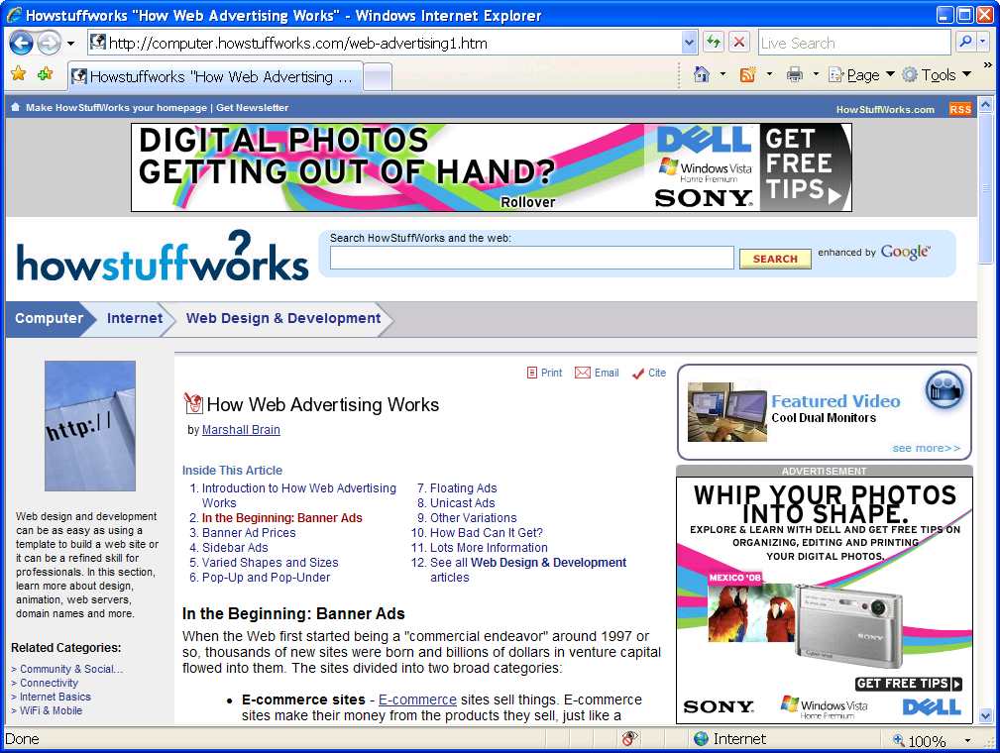 Howstuffworks "How Web Advertising Works" - Windows Internet Explorer
http://computer.howstuffworks.com/web-advertising1.htm
Live Search
Howstuffworks "How Web Advertising ...
Page
Tools
Make HowStuffWorks your homepage | Get Newsletter
HowStuffWorks.com
RSS
DIGITAL PHOTOS
GETTING OUT OF HAND?
Rollover
DELL
Windows Vista
Home Premium
SONY
GET
FREE
TIPS
howstuffworks
?
Search HowStuffWorks and the web:
SEARCH
enhanced by Google
Computer
Internet
Web Design & Development
http://
Web design and development
can be as easy as using a
template to build a web site or
it can be a refined skill for
professionals. In this section,
learn more about design,
animation, web servers,
domain names and more.
Related Categories:
> Community & Social...
> Connectivity
> Internet Basics
> WiFi & Mobile
Print
Email
Cite
How Web Advertising Works
by Marshall Brain
Inside This Article
1. Introduction to How Web Advertising
Works
2. In the Beginning: Banner Ads
3. Banner Ad Prices
4. Sidebar Ads
5. Varied Shapes and Sizes
6. Pop-Up and Pop-Under
7. Floating Ads
8. Unicast Ads
9. Other Variations
10. How Bad Can It Get?
11. Lots More Information
12. See all Web Design & Development
articles
In the Beginning: Banner Ads
When the Web first started being a "commercial endeavor" around 1997 or
so, thousands of new sites were born and billions of dollars in venture capital
flowed into them. The sites divided into two broad categories:
• E-commerce sites - E-commerce sites sell things. E-commerce
sites make their money from the products they sell, just like a
Featured Video
Cool Dual Monitors
see more>>
ADVERTISEMENT
WHIP YOUR PHOTOS
INTO SHAPE.
EXPLORE & LEARN WITH DELL AND GET FREE TIPS ON
ORGANIZING, EDITING AND PRINTING
YOUR DIGITAL PHOTOS.
MEXICO '08
SONY
Cyber-shot
GET FREE TIPS
SONY
Windows Vista
Home Premium
DELL
Done
Internet
100%